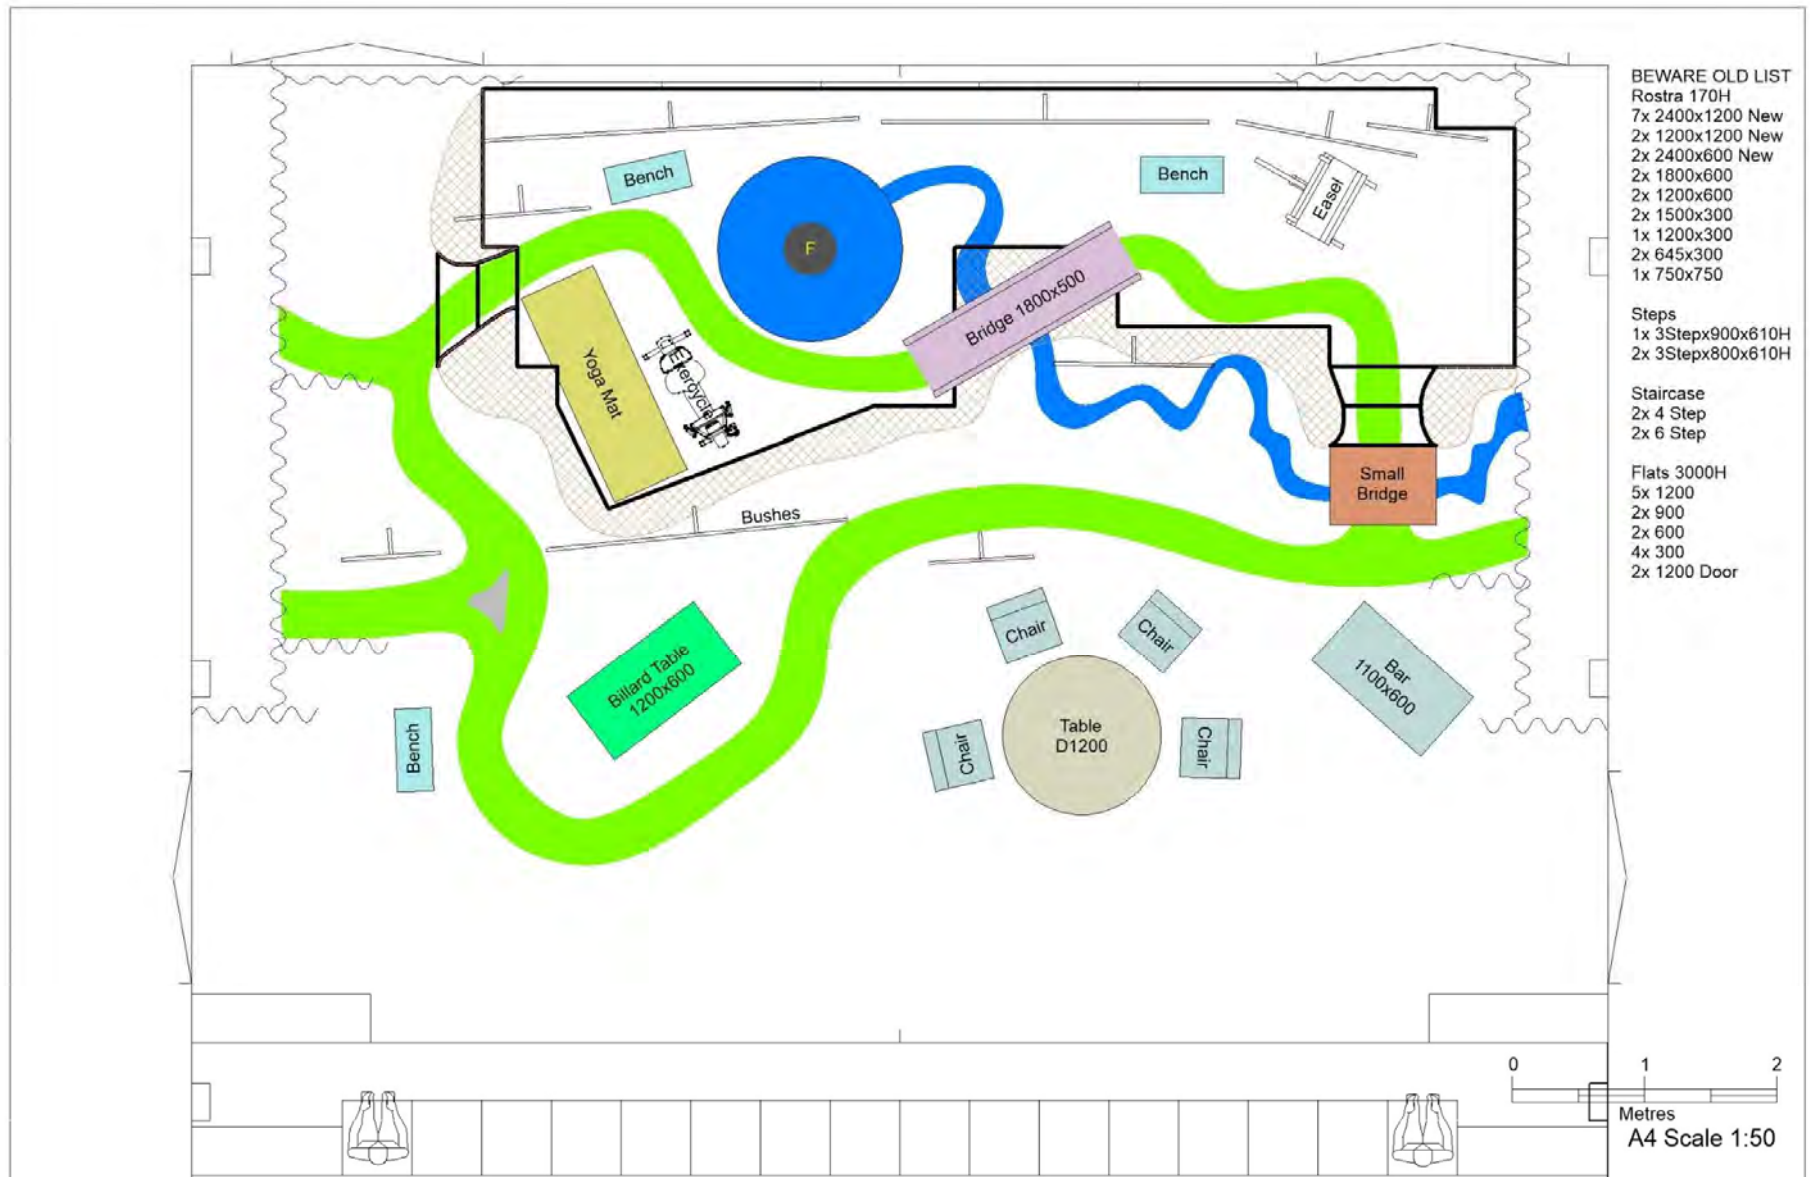 BEWARE OLD LIST
Rostra 170H
7x 2400x1200 New
2x 1200x1200 New
2x 2400x600 New
2x 1800x600
2x 1200x600
2x 1500x300
1x 1200x300
2x 645x300
1x 750x750
Steps
1x 3Stepx900x610H
2x 3Stepx800x610H
Staircase
2x 4 Step
2x 6 Step
Flats 3000H
5x 1200
2x 900
2x 600
4x 300
2x 1200 Door
Bench
Bench
Easel
F
Bridge 1800x500
Yoga Mat
Exercycle
Small
Bridge
Bushes
Chair
Chair
Billard Table
1200x600
Bar
1100x600
Bench
Chair
Table
D1200
Chair
0 1 2
Metres
A4 Scale 1:50